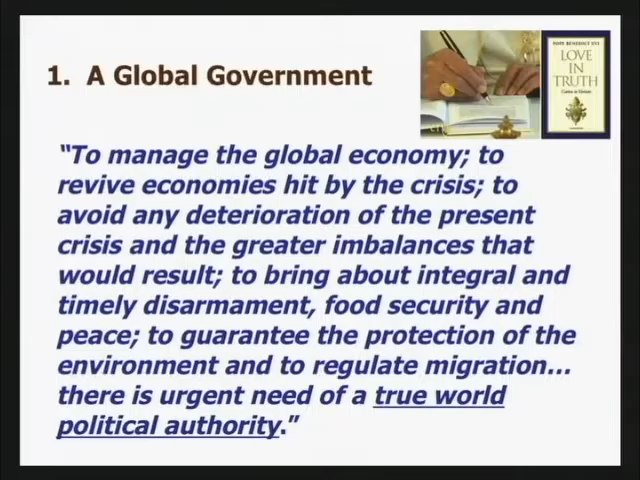 1. A Global Government
POPE BENEDICT XVI
LOVE
IN
TRUTH
"To manage the global economy; to
revive economies hit by the crisis; to
avoid any deterioration of the present
crisis and the greater imbalances that
would result; to bring about integral and
timely disarmament, food security and
peace; to guarantee the protection of the
environment and to regulate migration...
there is urgent need of a true world
political authority."